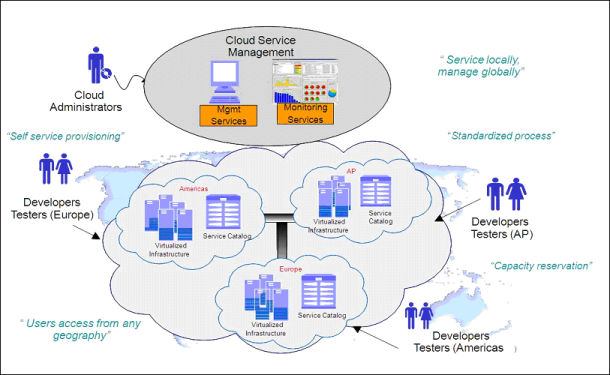 Cloud Service
Management
Cloud
Administrators
Mgmt
Services
Monitoring
Services
“ Service locally,
manage globally”
“Self service provisioning”
“Standardized process”
Developers
Testers (Europe)
Americas
Virtualized
Infrastructure
Service Catalog
AP
Virtualized
Infrastructure
Service
Catalog
Developers
Testers (AP)
Europe
Virtualized
Infrastructure
Service Catalog
“Capacity reservation”
“ Users access from any
geography”
Developers
Testers (Americas )